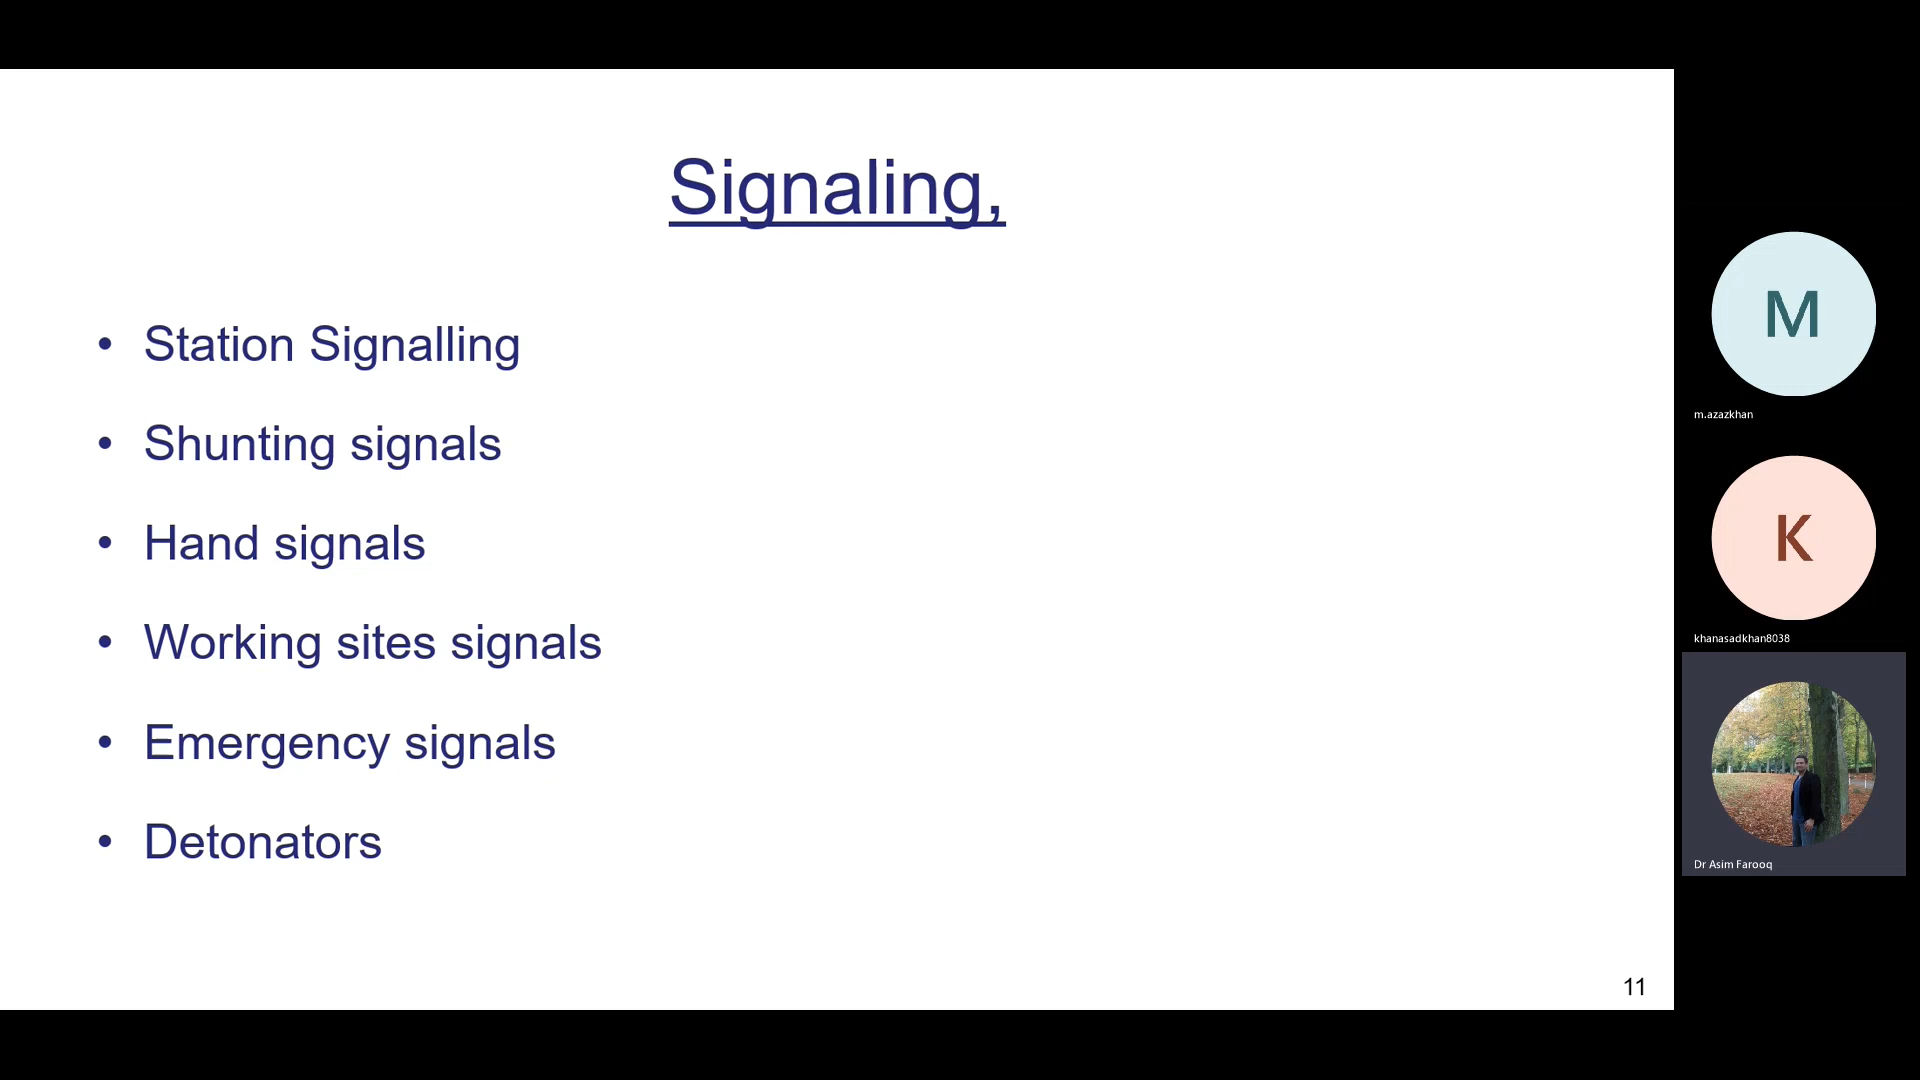 Signaling,
• Station Signalling
• Shunting signals
• Hand signals
• Working sites signals
• Emergency signals
• Detonators
11
M
m.azazkhan
K
khanasadkhan8038
Dr Asim Farooq